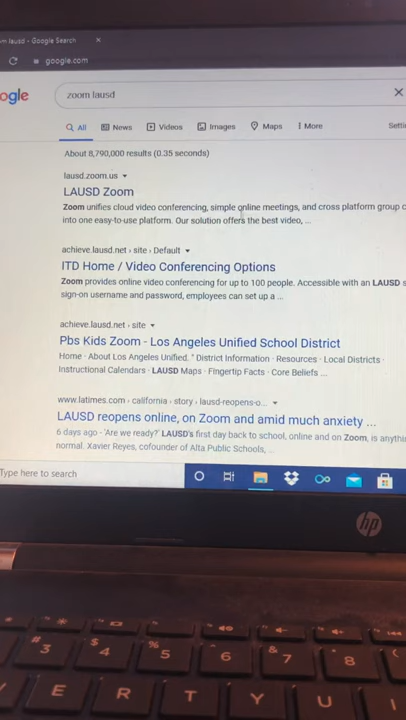 m lausd - Google Search
google.com
ogle
zoom lausd
All News Videos Images Maps More Setti
About 8,790,000 results (0.35 seconds)
lausd.zoom.us
LAUSD Zoom
Zoom unifies cloud video conferencing, simple online meetings, and cross platform group c
into one easy-to-use platform. Our solution offers the best video, ...
achieve.lausd.net › site › Default
ITD Home / Video Conferencing Options
Zoom provides online video conferencing for up to 100 people. Accessible with an LAUSD s
sign-on username and password, employees can set up a ...
achieve.lausd.net › site
Pbs Kids Zoom - Los Angeles Unified School District
Home · About Los Angeles Unified. " District Information · Resources · Local Districts ·
Instructional Calendars · LAUSD Maps · Fingertip Facts · Core Beliefs ...
www.latimes.com › california › story › lausd-reopens-o...
LAUSD reopens online, on Zoom and amid much anxiety ...
6 days ago - 'Are we ready?' LAUSD's first day back to school, online and on Zoom, is anythi
normal. Xavier Reyes, cofounder of Alta Public Schools, ..
Type here to search
hp
# $ % ^ &
3 4 5 6 7 8
E R T Y U I